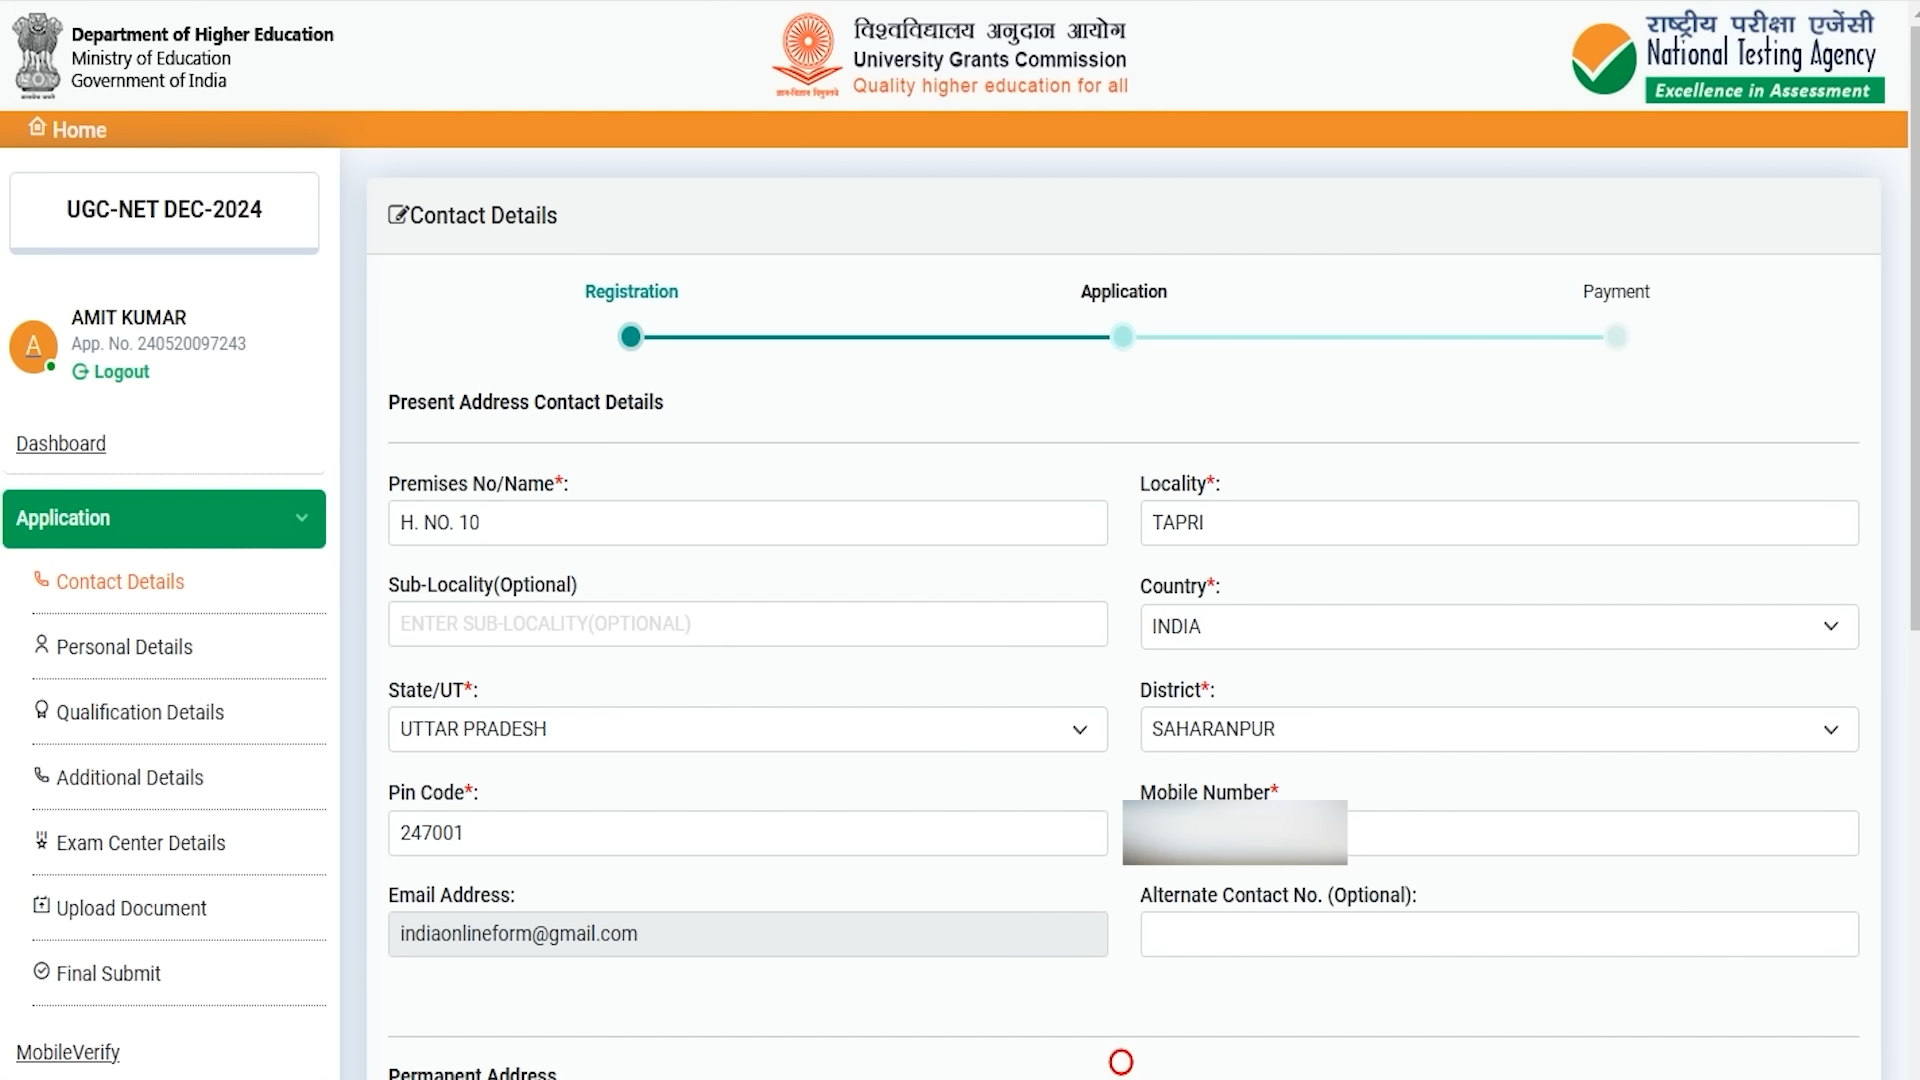 Department of Higher Education
Ministry of Education
Government of India
विश्वविद्यालय अनुदान आयोग
University Grants Commission
Quality higher education for all
ज्ञान-विज्ञान विमुक्तये
राष्ट्रीय परीक्षा एजेंसी
National Testing Agency
Excellence in Assessment
Home
UGC-NET DEC-2024
A
AMIT KUMAR
App. No. 240520097243
Logout
Dashboard
Application
Contact Details
Personal Details
Qualification Details
Additional Details
Exam Center Details
Upload Document
Final Submit
MobileVerify
Contact Details
Registration
Application
Payment
Present Address Contact Details
Premises No/Name*:
H. NO. 10
Locality*:
TAPRI
Sub-Locality(Optional)
ENTER SUB-LOCALITY(OPTIONAL)
Country*:
INDIA
State/UT*:
UTTAR PRADESH
District*:
SAHARANPUR
Pin Code*:
247001
Mobile Number*
Email Address:
indiaonlineform@gmail.com
Alternate Contact No. (Optional):
Permanent Address